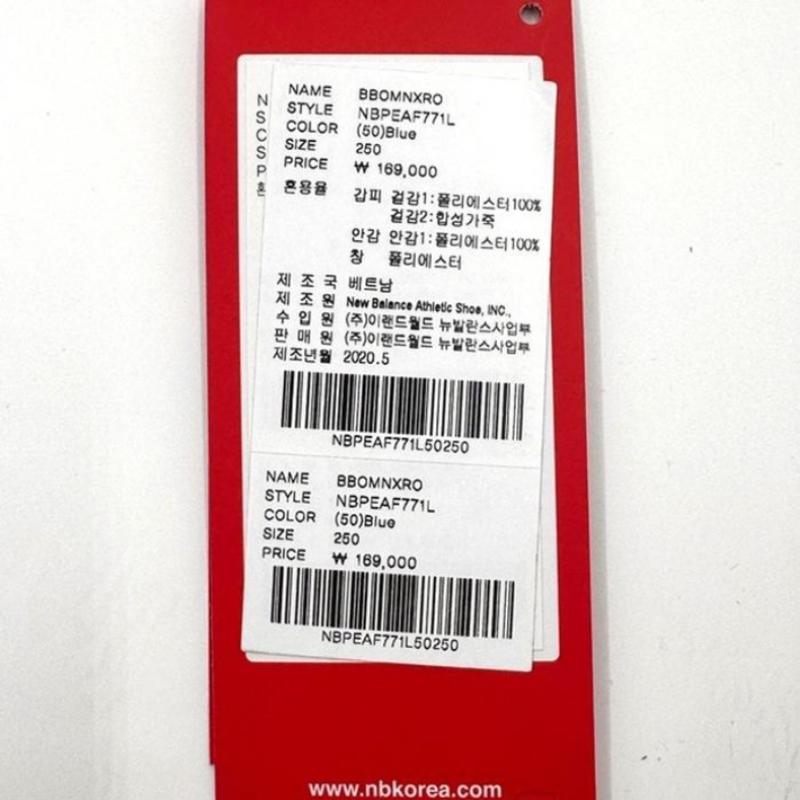 N
S
C
S
P
혼
NAME BBOMNXRO
STYLE NBPEAF771L
COLOR (50)Blue
SIZE 250
PRICE ₩ 169,000
혼용율 갑피 겉감1:폴리에스터100%
겉감2:합성가죽
안감 안감1:폴리에스터100%
창 폴리에스터
제 조 국 베트남
제 조 원 New Balance Athletic Shoe, INC.,
수 입 원 (주)이랜드월드 뉴발란스사업부
판 매 원 (주)이랜드월드 뉴발란스사업부
제조년월 2020.5
NBPEAF771L50250
NAME BBOMNXRO
STYLE NBPEAF771L
COLOR (50)Blue
SIZE 250
PRICE ₩ 169,000
NBPEAF771L50250
www.nbkorea.com